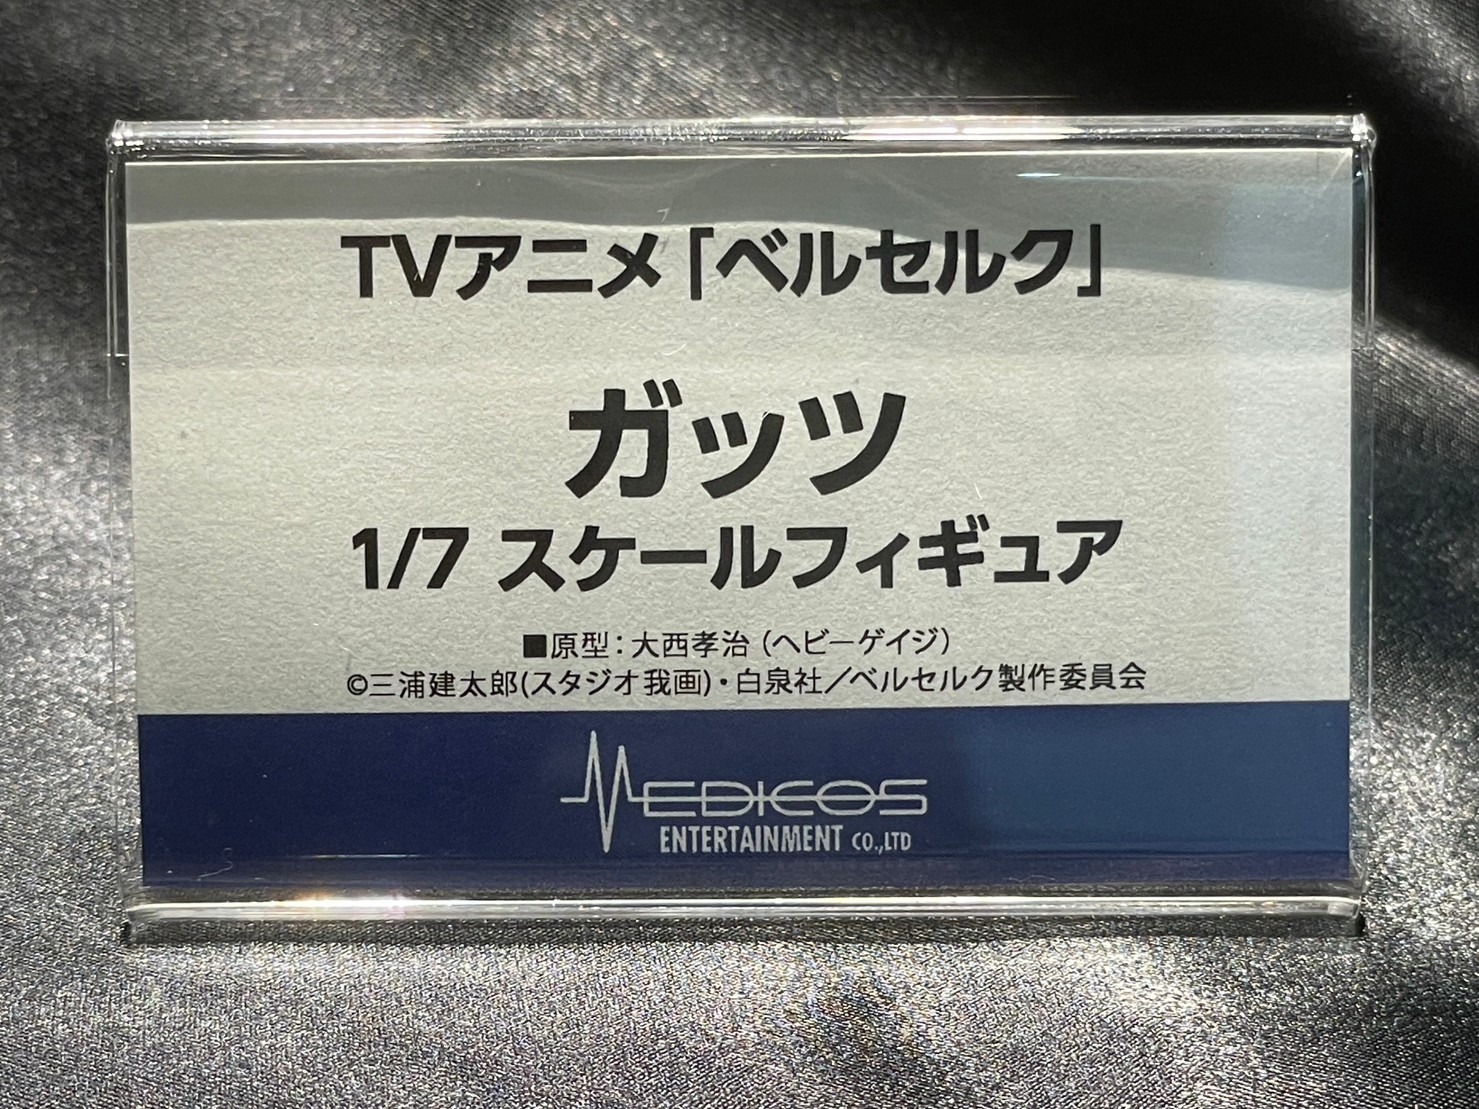 TVアニメ「ベルセルク」
ガッツ
1/7 スケールフィギュア
■原型：大西孝治（ヘビーゲイジ）
©三浦建太郎(スタジオ我画)・白泉社／ベルセルク製作委員会
MEDICOS
ENTERTAINMENT CO.,LTD